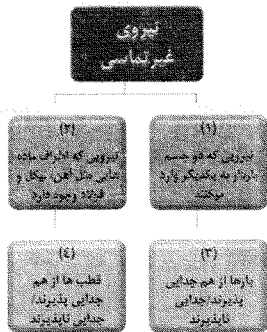 نیروی
غیرتماسی
(۱)
نیرویی که دو جسم
باردار به یکدیگر وارد
میکنند
(۲)
نیرویی که اطراف ماده
هایی مثل آهن، نیکل و
وجود دارد
(۳)
بارها از هم جدایی
پذیرند/جدایی
ناپذیرند
(٤)
قطب ها از هم
جدایی پذیرند/
جدایی ناپذیرند